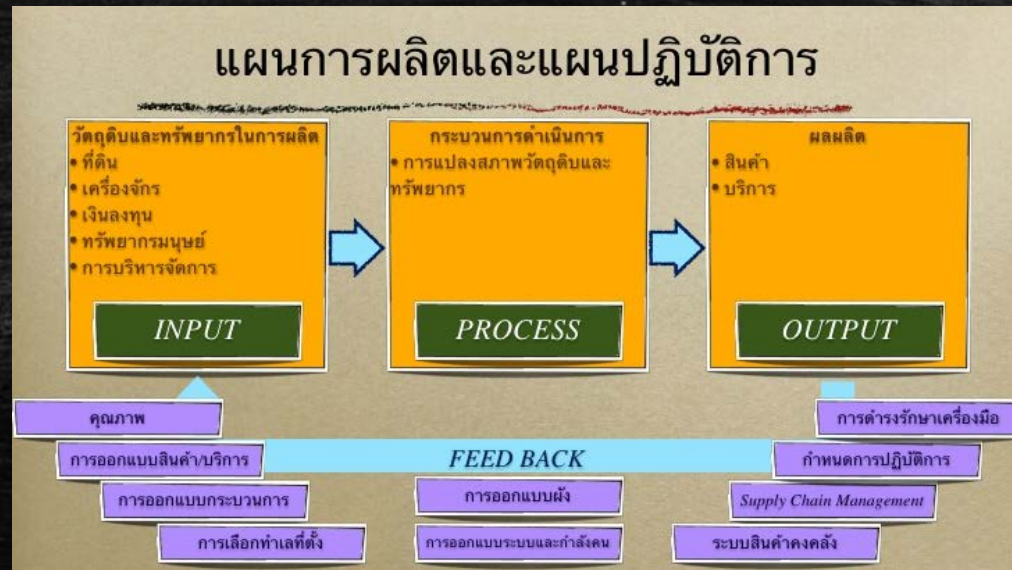 แผนการผลิตและแผนปฏิบัติการ
วัตถุดิบและทรัพยากรในการผลิต
• ที่ดิน
• เครื่องจักร
• เงินลงทุน
• ทรัพยากรมนุษย์
• การบริหารจัดการ
INPUT
กระบวนการดำเนินการ
• การแปลงสภาพวัตถุดิบและ
ทรัพยากร
PROCESS
ผลผลิต
• สินค้า
• บริการ
OUTPUT
คุณภาพ
การดำรงรักษาเครื่องมือ
การออกแบบสินค้า/บริการ
FEED BACK
กำหนดการปฏิบัติการ
การออกแบบกระบวนการ
การออกแบบผัง
Supply Chain Management
การเลือกทำเลที่ตั้ง
การออกแบบระบบและกำลังคน
ระบบสินค้าคงคลัง